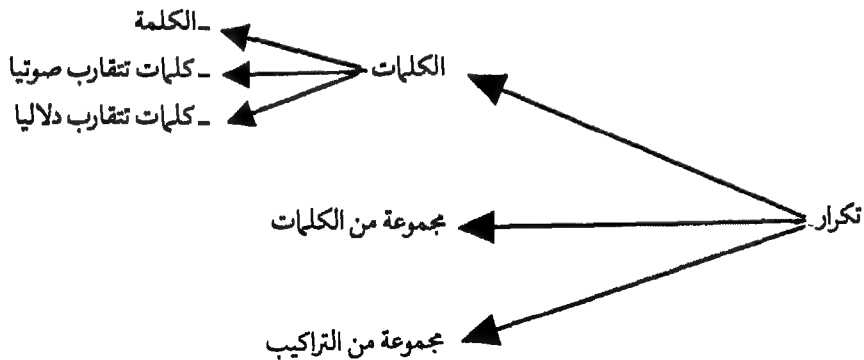 تكرار
الكلمات
ـ الكلمة
ـ كلمات تتقارب صوتيا
ـ كلمات تتقارب دلاليا
مجموعة من الكلمات
مجموعة من التراكيب